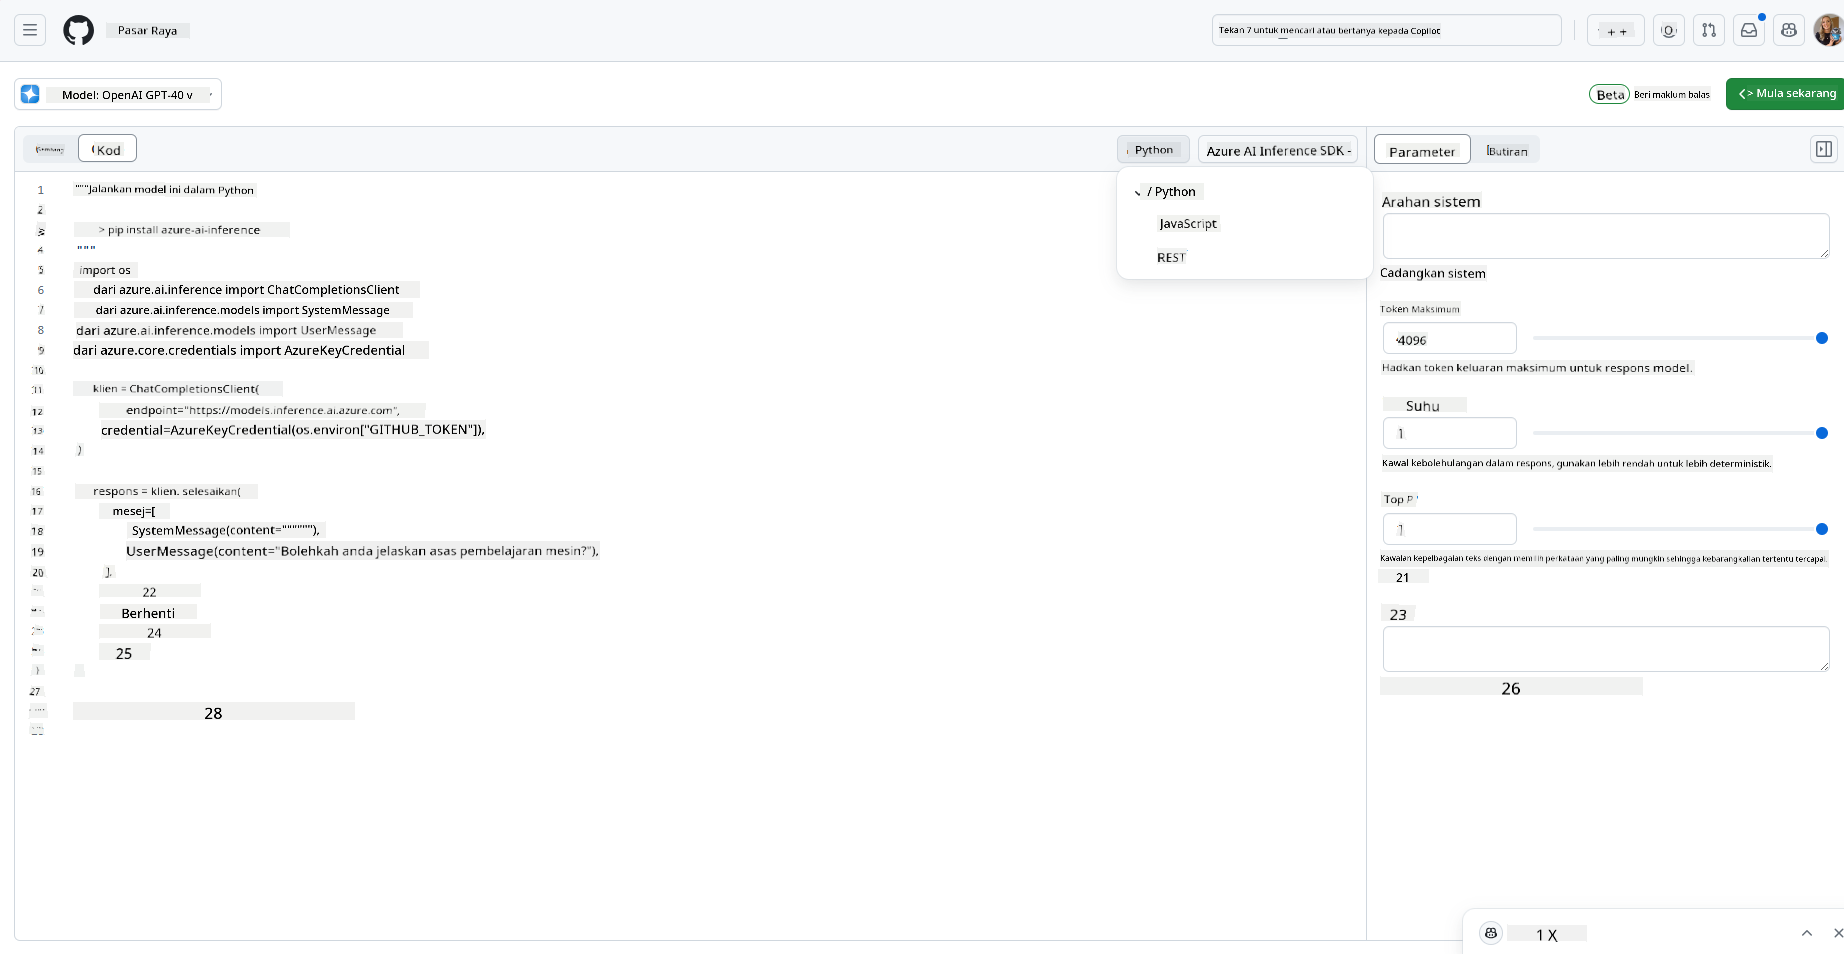 Pasar Raya
Tekan 7 untuk mencari atau bertanya kepada Copilot
+ +
Model: OpenAI GPT-40 v
Beta Beri maklum balas
<> Mula sekarang
Kod
Python
Azure AI Inference SDK -
Parameter
Butiran
/ Python
JavaScript
REST
1 """Jalankan model ini dalam Python
2
> pip install azure-ai-inference
4 """
import os
6 dari azure.ai.inference import ChatCompletionsClient
7 dari azure.ai.inference.models import SystemMessage
8 dari azure.ai.inference.models import UserMessage
9 dari azure.core.credentials import AzureKeyCredential
10
11 klien = ChatCompletionsClient(
12 endpoint="https://models.inference.ai.azure.com",
13 credential=AzureKeyCredential(os.environ["GITHUB_TOKEN"]),
14 )
15
16 respons = klien. selesaikan(
17 mesej=[
18 SystemMessage(content=""""""),
19 UserMessage(content="Bolehkah anda jelaskan asas pembelajaran mesin?"),
20 ].
22
Berhenti
24
25
27
28
Arahan sistem
Cadangkan sistem
Token Maksimum
4096
Hadkan token keluaran maksimum untuk respons model.
Suhu
1
Kawal kebolehulangan dalam respons, gunakan lebih rendah untuk lebih deterministik.
Top P
1
Kawalan kepelbagaian teks dengan memilih perkataan yang paling mungkin sehingga kebarangkalian tertentu tercapai.
21
23
26
1 X